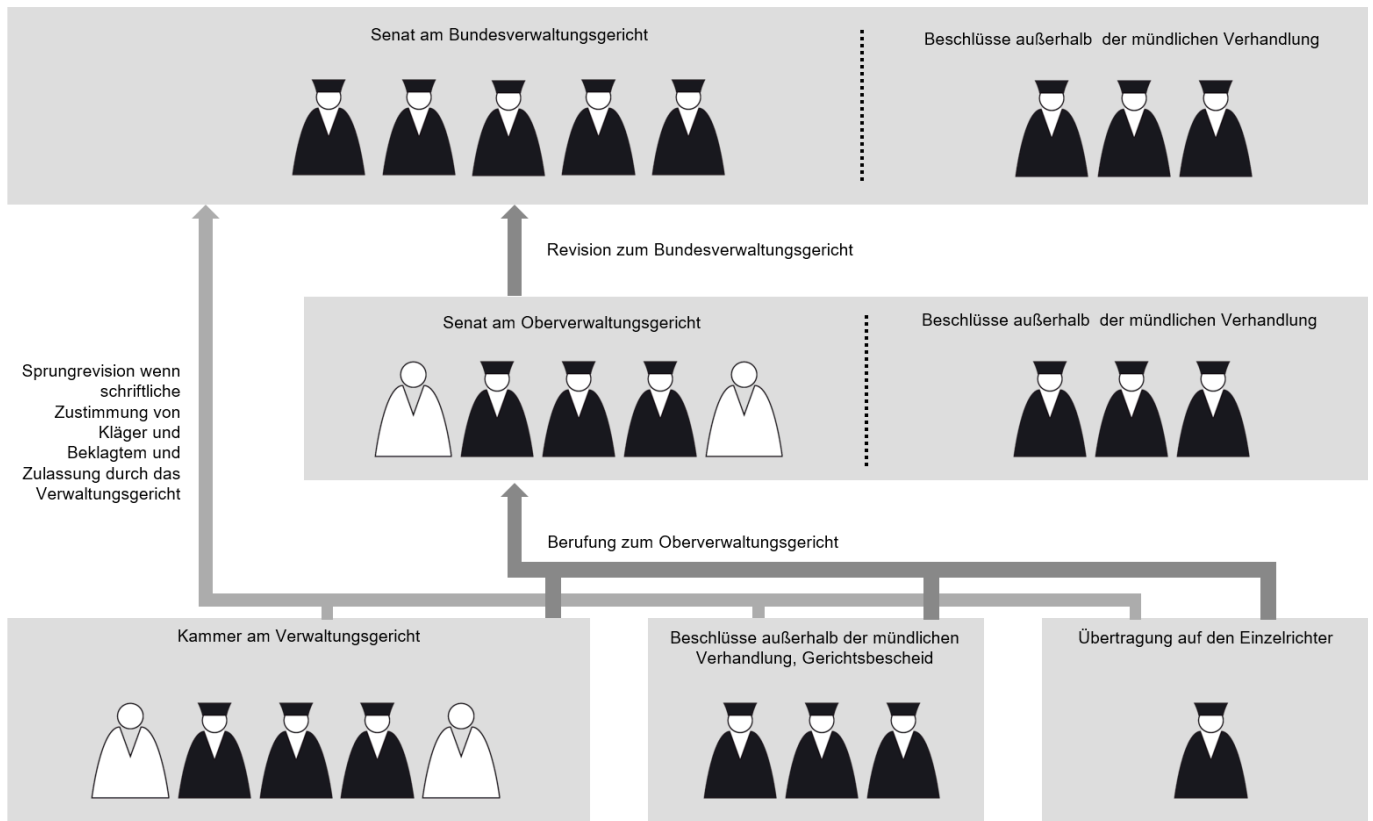 Senat am Bundesverwaltungsgericht
Beschlüsse außerhalb der mündlichen Verhandlung
Revision zum Bundesverwaltungsgericht
Senat am Oberverwaltungsgericht
Beschlüsse außerhalb der mündlichen Verhandlung
Sprungrevision wenn
schriftliche
Zustimmung von
Kläger und
Beklagtem und
Zulassung durch das
Verwaltungsgericht
Berufung zum Oberverwaltungsgericht
Kammer am Verwaltungsgericht
Beschlüsse außerhalb der mündlichen
Verhandlung, Gerichtsbescheid
Übertragung auf den Einzelrichter